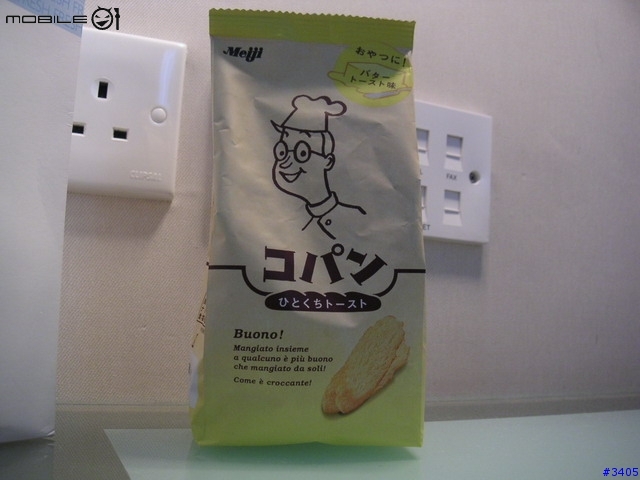 MOBILE01
Meiji
おやつに!
バター
トースト味
コパン
ひとくちトースト
Buono!
Mangiato insieme
a qualcuno è più buono
che mangiato da soli!
Come è croccante!
FAX
#3405